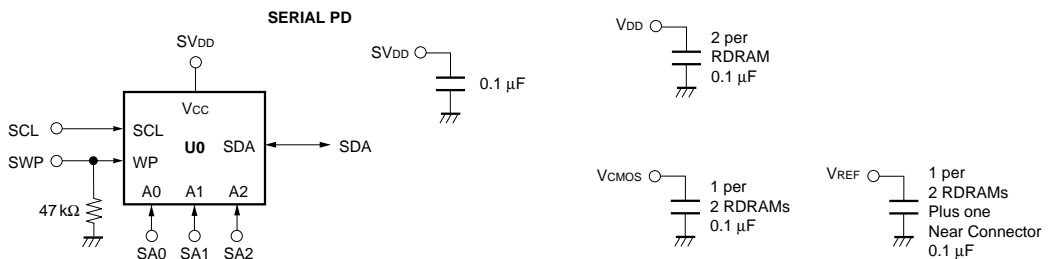 SERIAL PD
SVDD
VCC
SCL
SCL
U0
SDA
SDA
SWP
WP
A0 A1 A2
47 kΩ
SA0 SA1 SA2
SVDD
0.1 µF
VDD
2 per
RDRAM
0.1 µF
VCMOS
1 per
2 RDRAMs
0.1 µF
VREF
1 per
2 RDRAMs
Plus one
Near Connector
0.1 µF